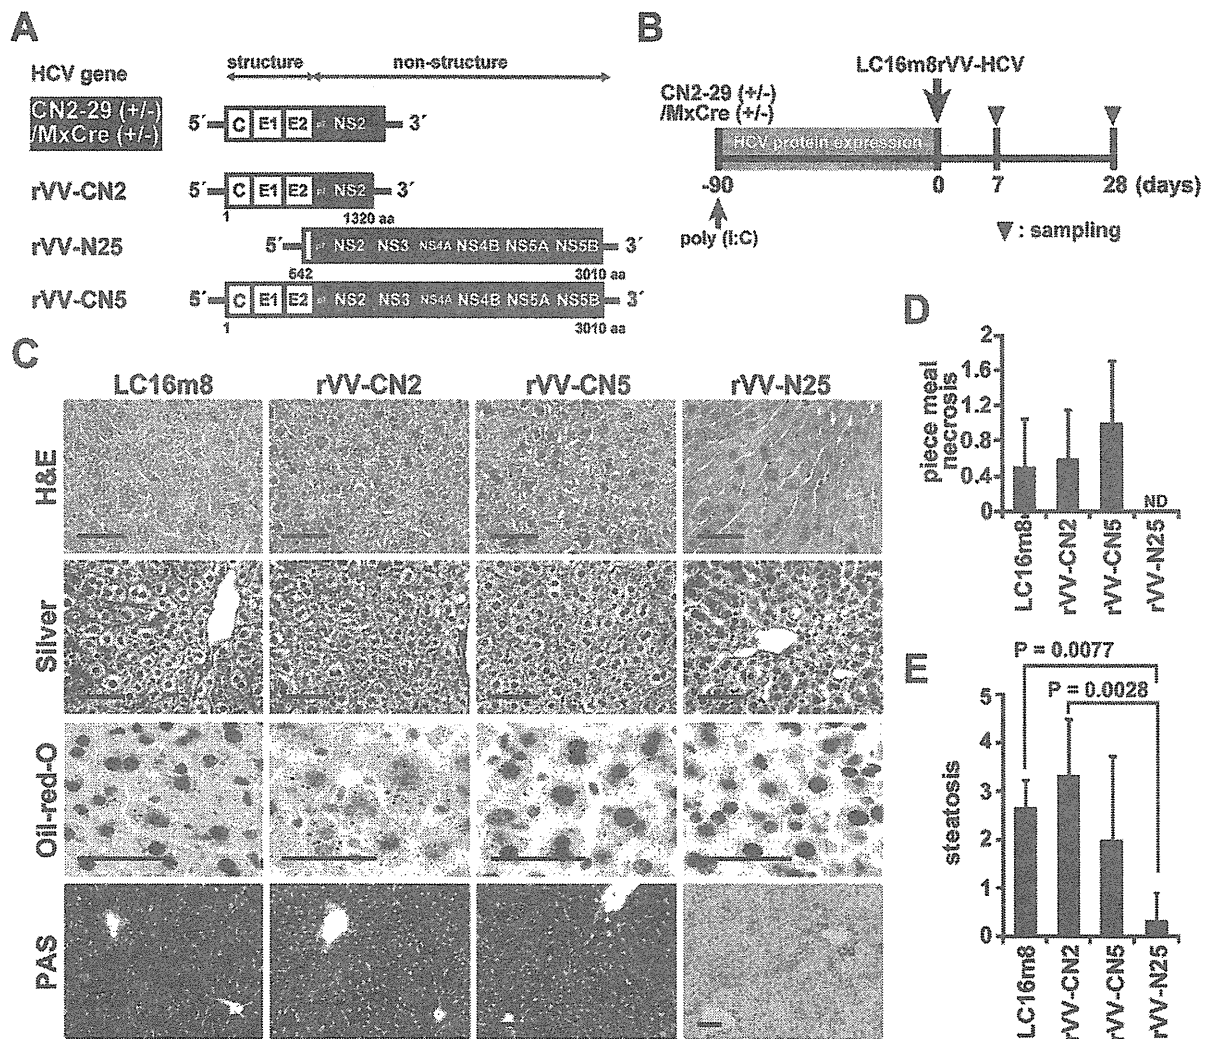 A
structure non-structure
HCV gene
CN2-29 (+/-)
/MxCre (+/-)
5´ C E1 E2 p7 NS2 3´
rVV-CN2 5´ C E1 E2 p7 NS2 3´
1 1320 aa
rVV-N25 5´ p7 NS2 NS3 NS4A NS4B NS5A NS5B 3´
642 3010 aa
rVV-CN5 5´ C E1 E2 p7 NS2 NS3 NS4A NS4B NS5A NS5B 3´
1 3010 aa
B
LC16m8rVV-HCV
CN2-29 (+/-)
/MxCre (+/-)
HCV protein expression
-90 0 7 28 (days)
poly (I:C)
: sampling
C
LC16m8 rVV-CN2 rVV-CN5 rVV-N25
H&E
Silver
Oil-red-O
PAS
D
piece meal
necrosis
2
1.6
1.2
0.8
0.4
0
ND
LC16m8 rVV-CN2 rVV-CN5 rVV-N25
E
P = 0.0077
P = 0.0028
steatosis
5
4
3
2
1
0
LC16m8 rVV-CN2 rVV-CN5 rVV-N25